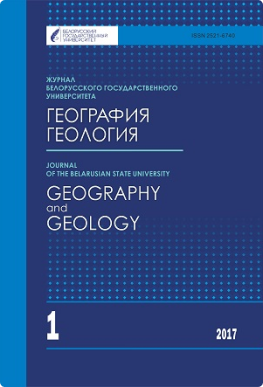 БЕЛОРУССКИЙ
ГОСУДАРСТВЕННЫЙ
УНИВЕРСИТЕТ
ISSN 2521-6740
ЖУРНАЛ
БЕЛОРУССКОГО ГОСУДАРСТВЕННОГО
УНИВЕРСИТЕТА
ГЕОГРАФИЯ
ГЕОЛОГИЯ
JOURNAL
OF THE BELARUSIAN STATE UNIVERSITY
GEOGRAPHY
and
GEOLOGY
1
2017